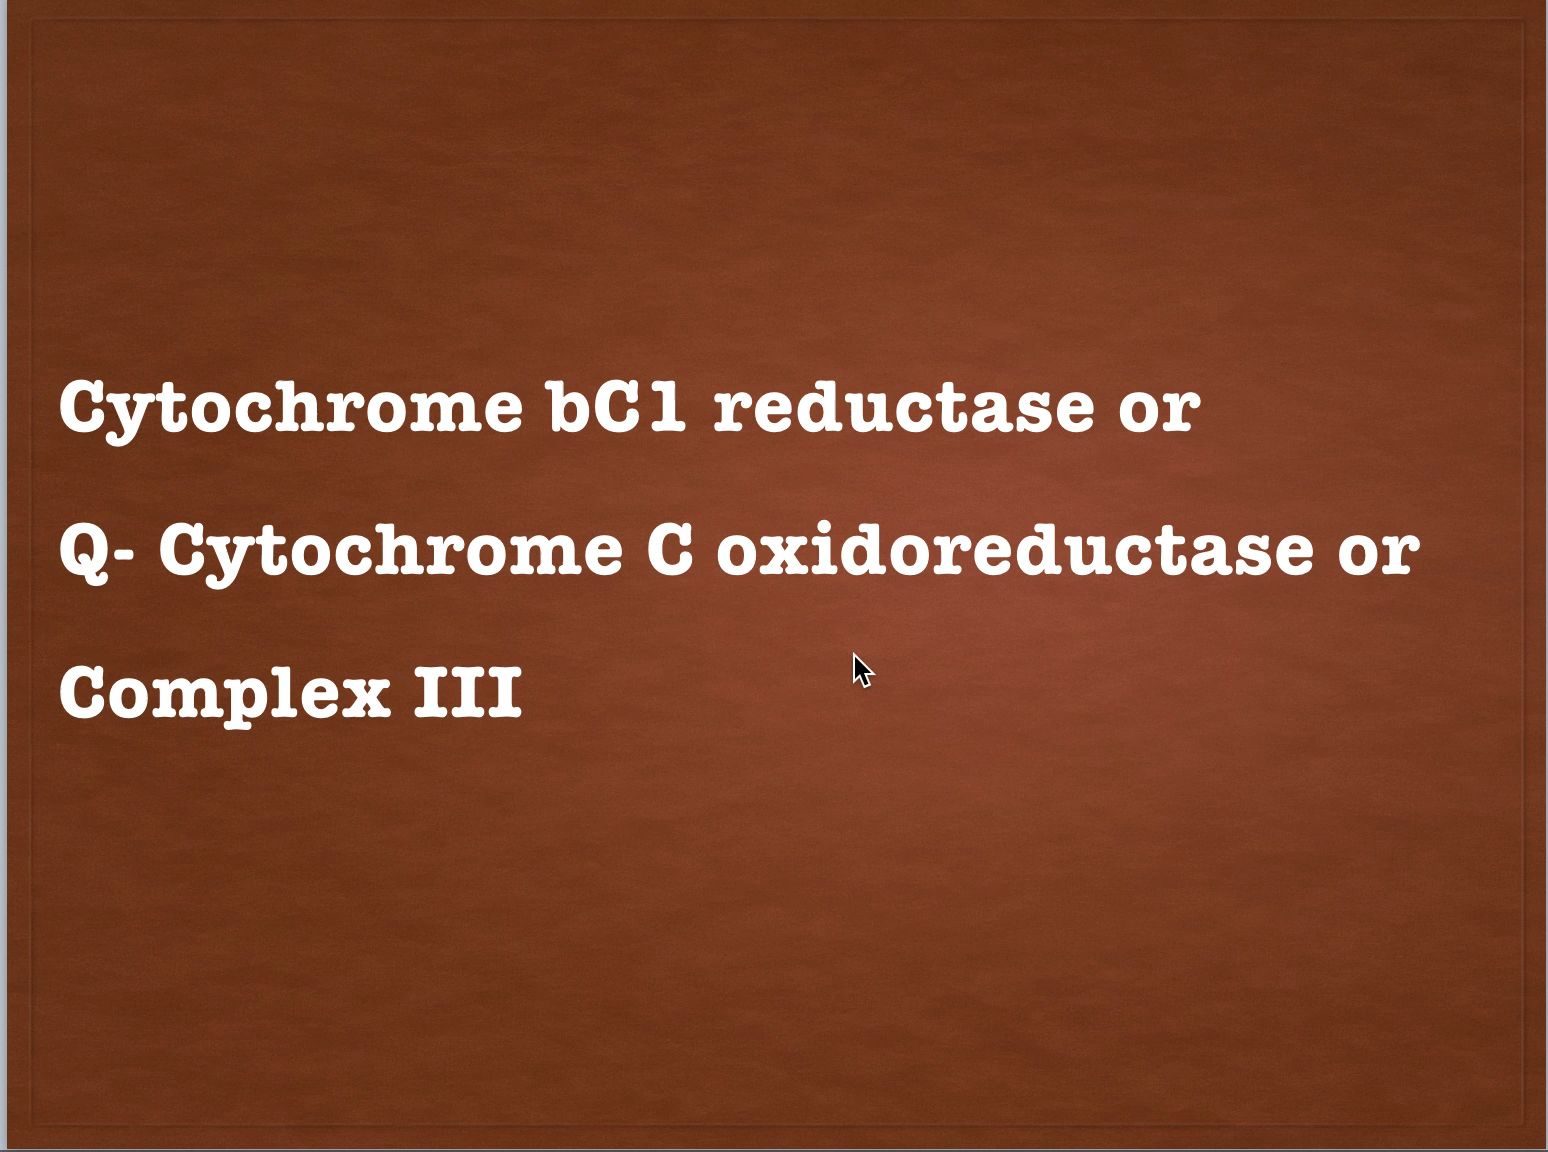 Cytochrome bC1 reductase or
Q- Cytochrome C oxidoreductase or
Complex III